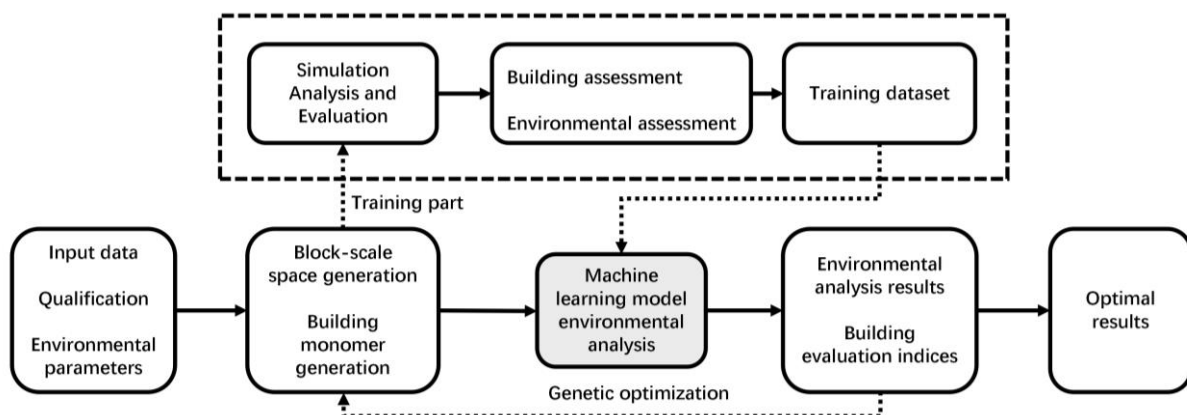 Simulation
Analysis and
Evaluation
Building assessment
Environmental assessment
Training dataset
Training part
Input data
Qualification
Environmental
parameters
Block-scale
space generation
Building
monomer
generation
Machine
learning model
environmental
analysis
Environmental
analysis results
Building
evaluation indices
Optimal
results
Genetic optimization